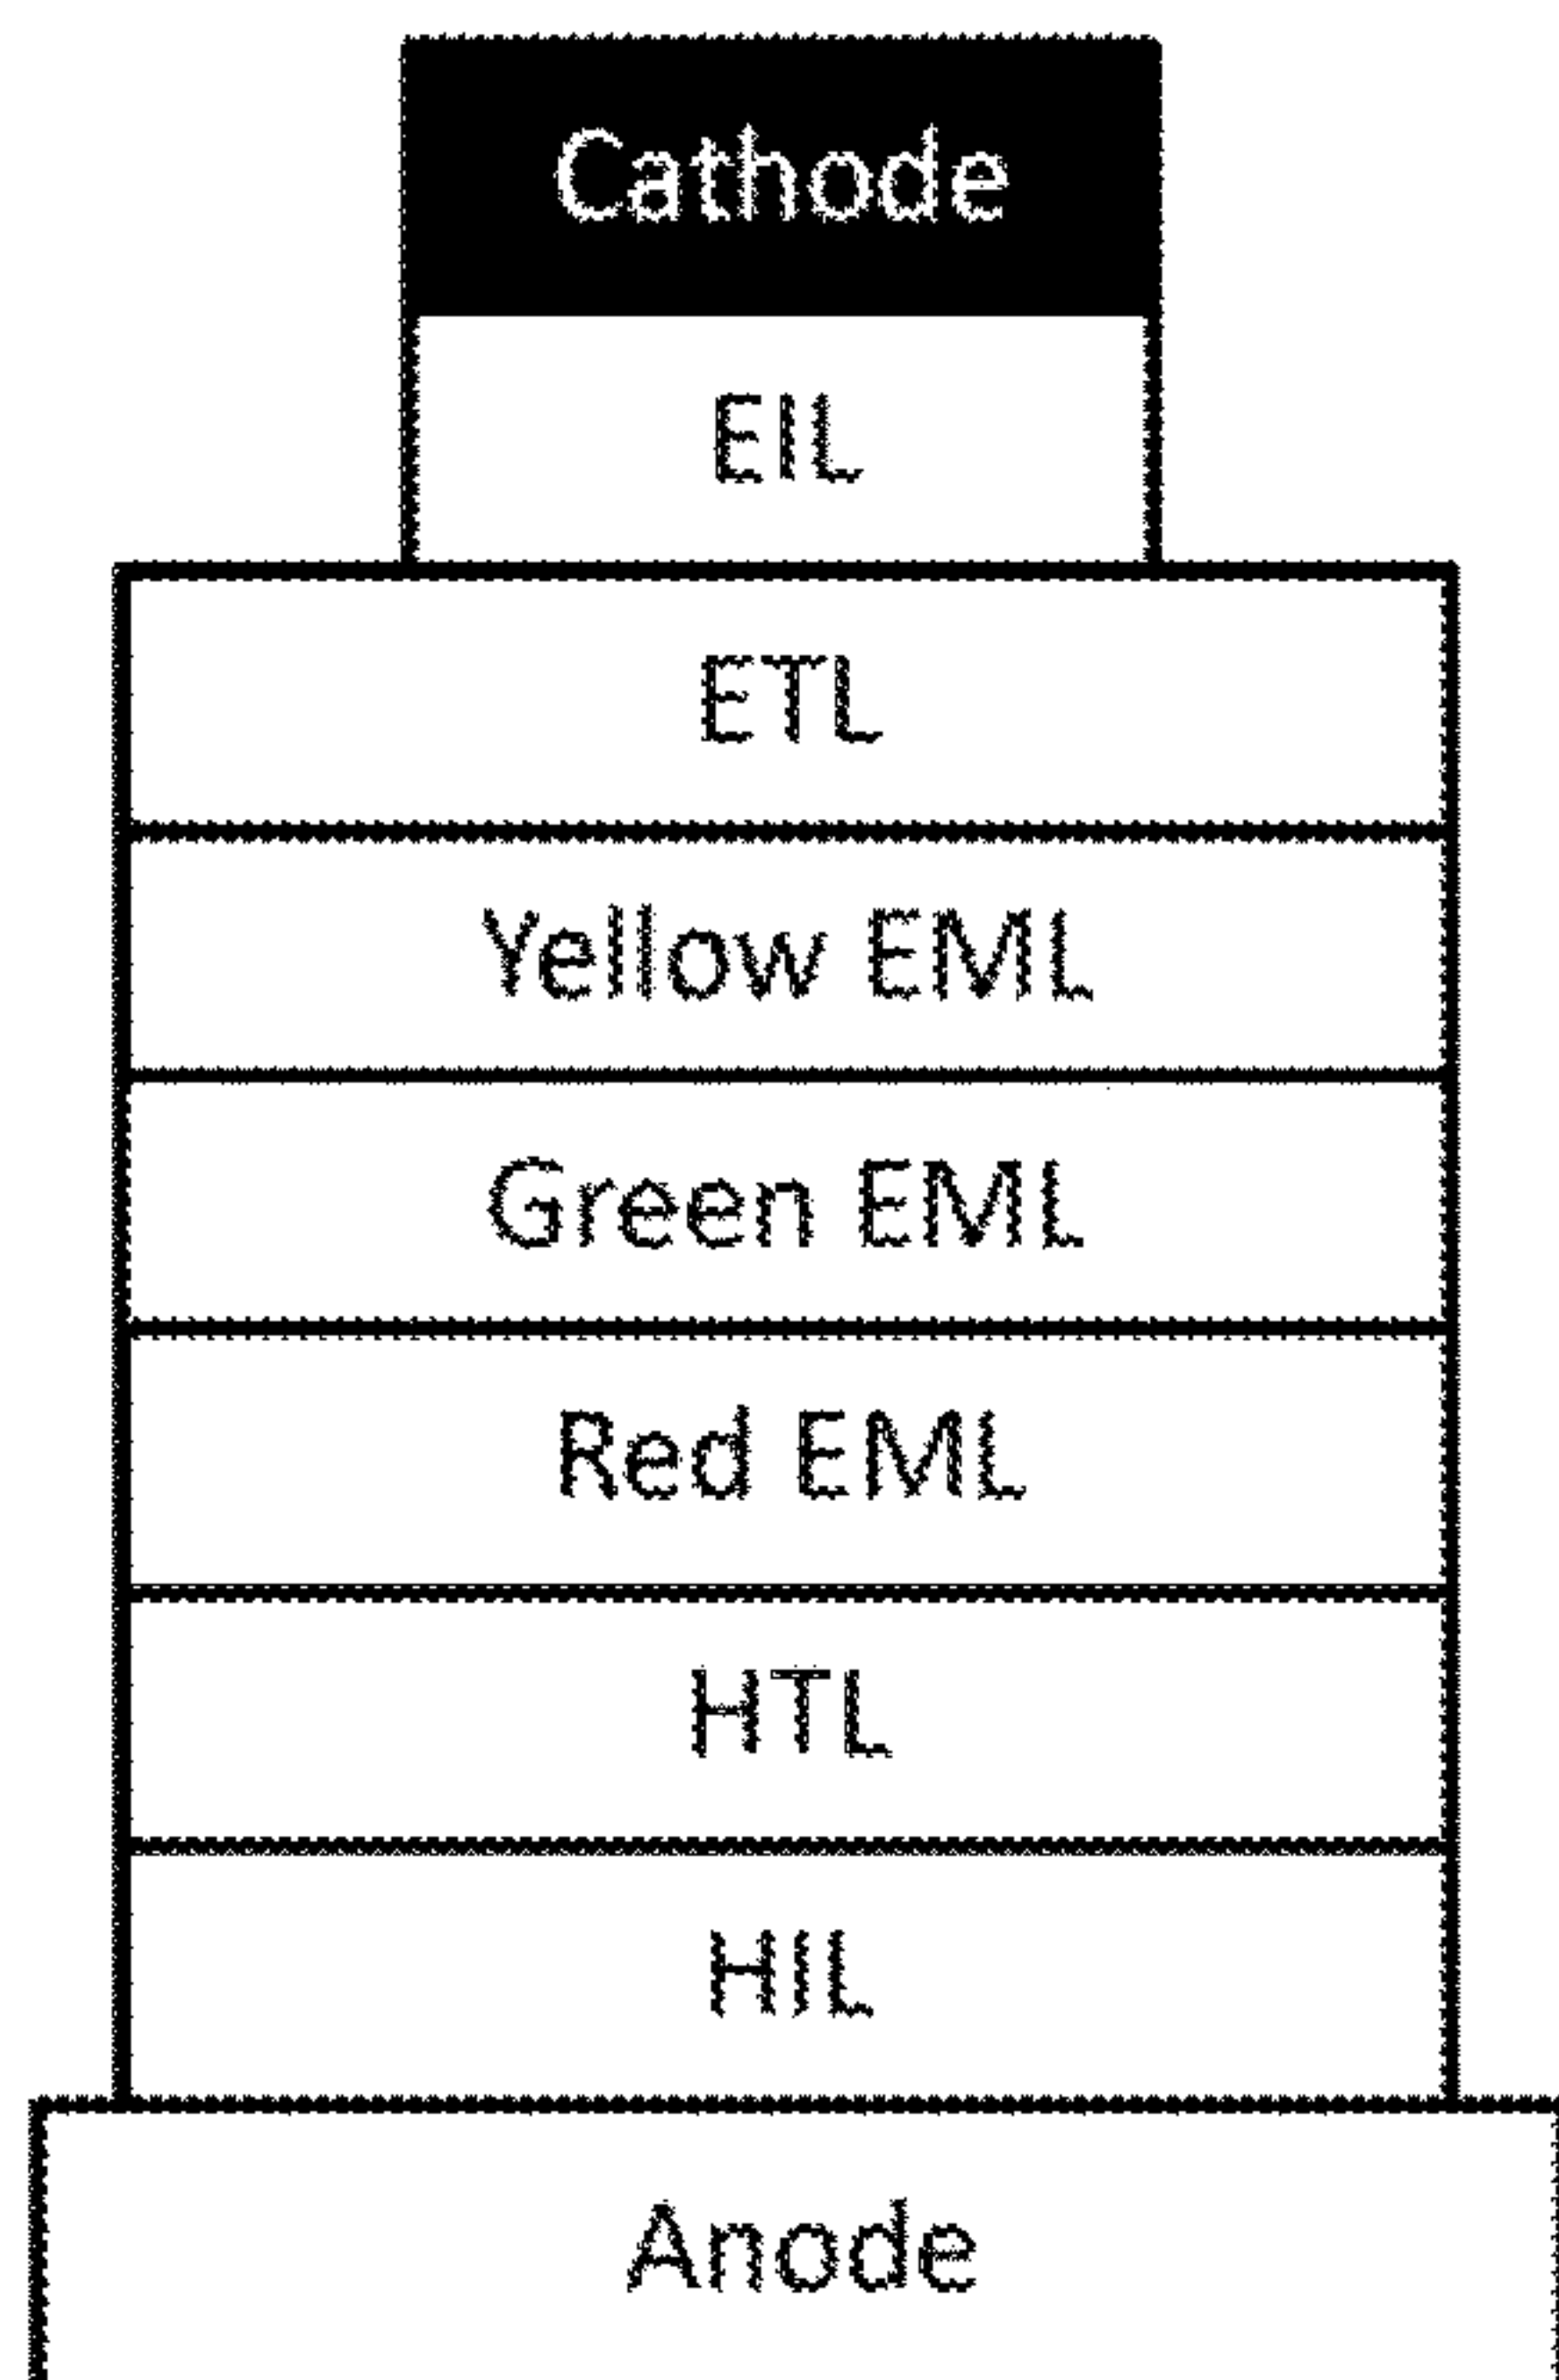 Cathode
EIL
ETL
Yellow EML
Green EML
Red EML
HTL
HIL
Anode